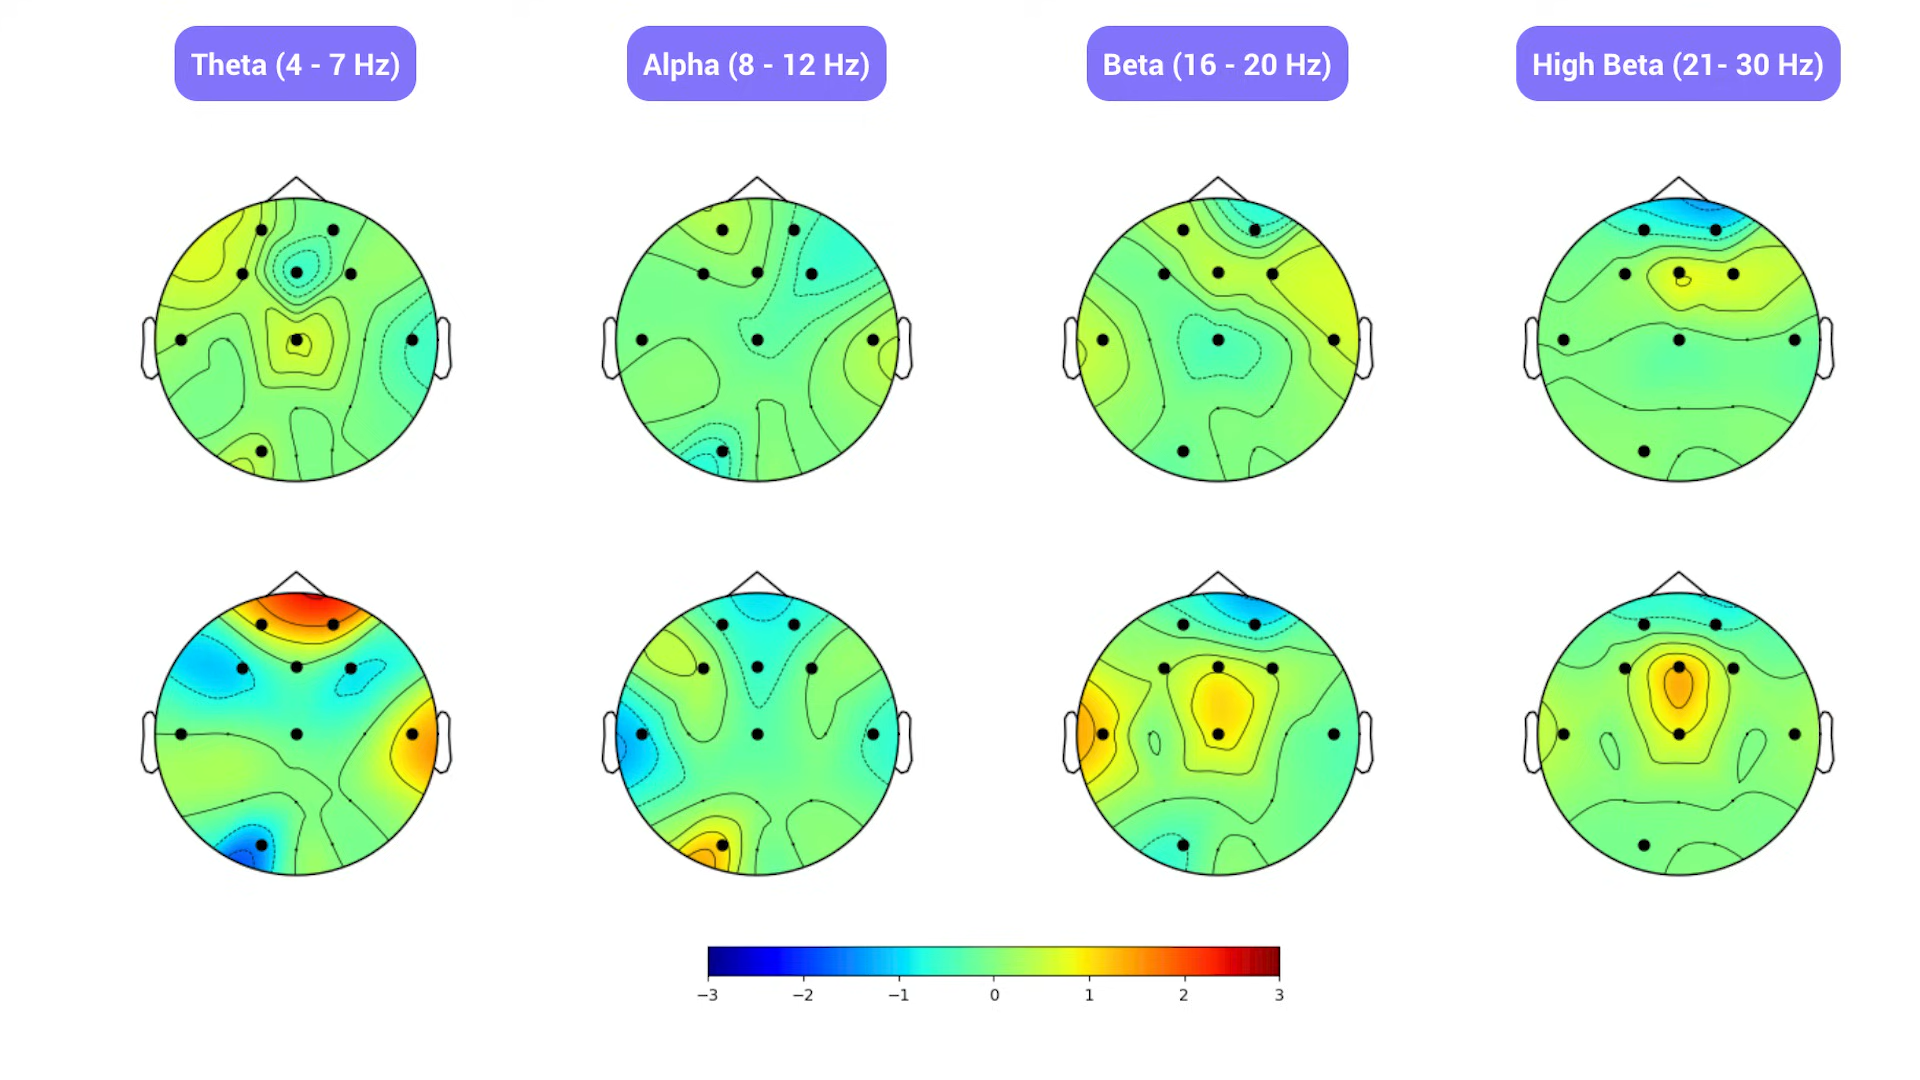 Theta (4 - 7 Hz)
Alpha (8 - 12 Hz)
Beta (16 - 20 Hz)
High Beta (21- 30 Hz)
−3 −2 −1 0 1 2 3